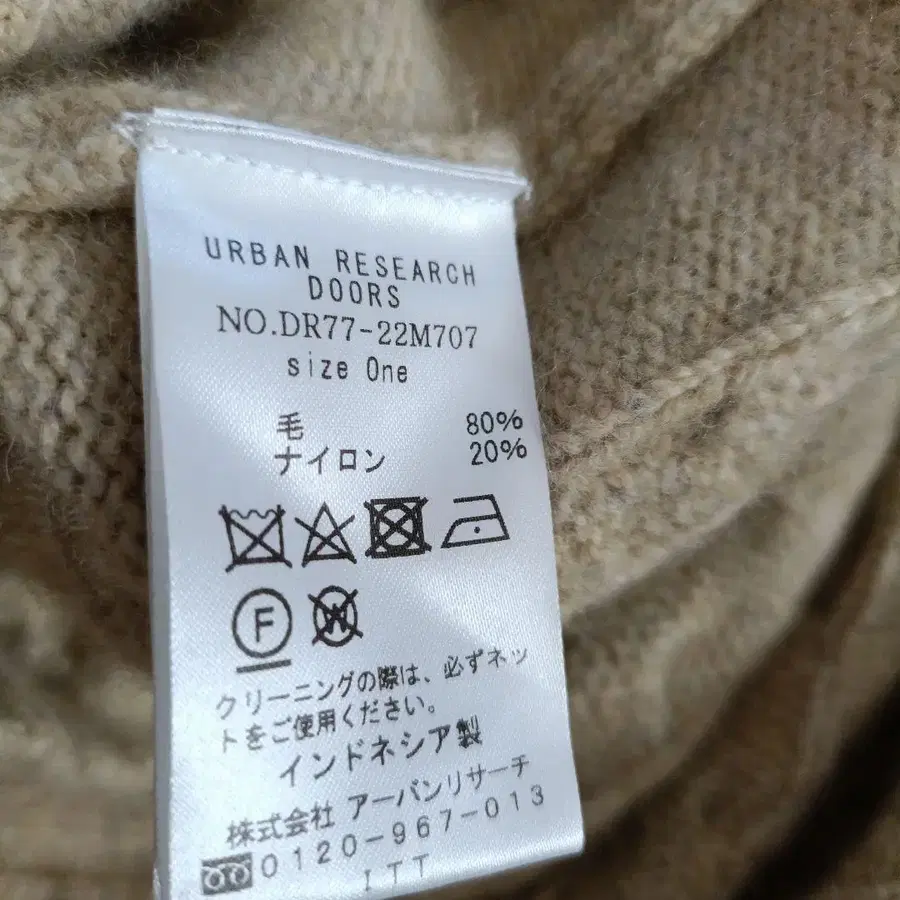 URBAN RESEARCH
DOORS
NO.DR77-22M707
size One
毛 80%
ナイロン 20%
F
W
クリーニングの際は、必ずネッ
トをご使用ください。
インドネシア製
株式会社 アーバンリサーチ
0120-967-013
ITT